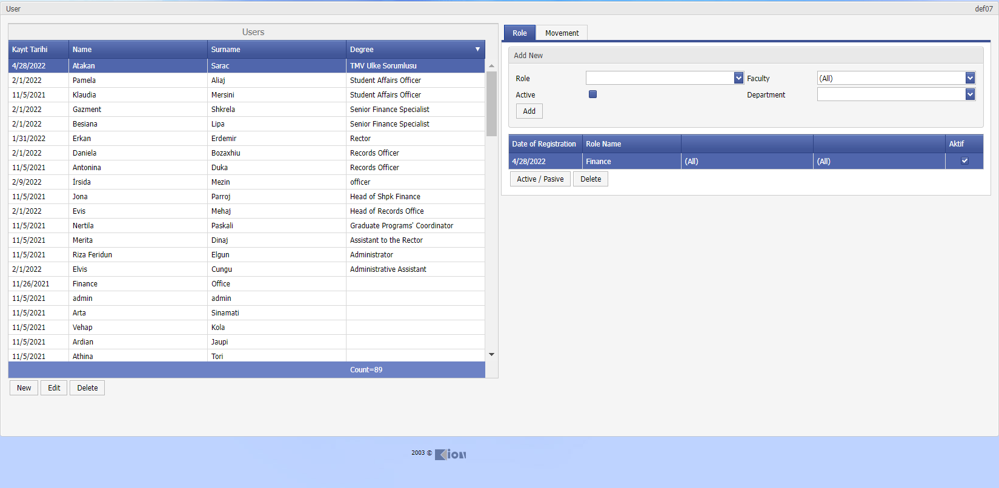 User def07
Users
Kayıt Tarihi Name Surname Degree
4/28/2022 Atakan Sarac TMV Ulke Sorumlusu
2/1/2022 Pamela Aliaj Student Affairs Officer
11/5/2021 Klaudia Mersini Student Affairs Officer
2/1/2022 Gazment Shkrela Senior Finance Specialist
2/1/2022 Besiana Lipa Senior Finance Specialist
1/31/2022 Erkan Erdemir Rector
2/1/2022 Daniela Bozaxhiu Records Officer
11/5/2021 Antonina Duka Records Officer
2/9/2022 İrsida Mezin officer
11/5/2021 Jona Parroj Head of Shpk Finance
2/1/2022 Evis Mehaj Head of Records Office
11/5/2021 Nertila Paskali Graduate Programs' Coordinator
11/5/2021 Merita Dinaj Assistant to the Rector
11/5/2021 Riza Feridun Elgun Administrator
2/1/2022 Elvis Cungu Administrative Assistant
11/26/2021 Finance Office
11/5/2021 admin admin
11/5/2021 Arta Sinamati
11/5/2021 Vehap Kola
11/5/2021 Ardian Jaupi
11/5/2021 Athina Tori
Count=89
New Edit Delete
Role Movement
Add New
Role Faculty (All)
Active Department
Add
Date of Registration Role Name Aktif
4/28/2022 Finance (All) (All)
Active / Pasive Delete
2003 © Kion